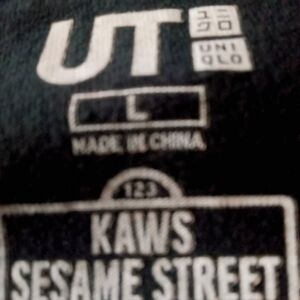 UT
ユニ
クロ
UNI
QLO
L
MADE IN CHINA
123
KAWS
SESAME STREET